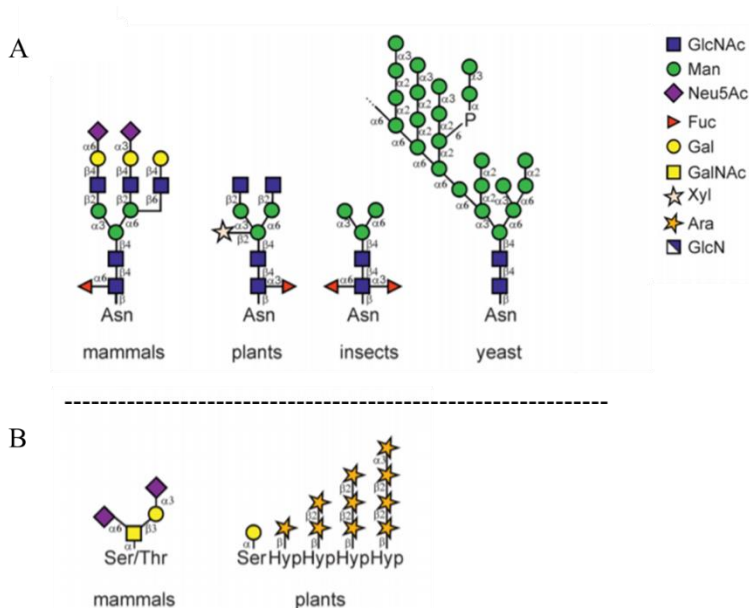 A
GlcNAc
Man
Neu5Ac
Fuc
Gal
GalNAc
Xyl
Ara
GlcN
α6 α3
β4 β4 β4
β2 β2 β6
α3 α6
β4
β4
α6
β
Asn
mammals
β2 β2
α3 α6
β2
β4
β4
α3
β
Asn
plants
α3 α6
β4
β4
α6 α3
β
Asn
insects
α3
α2 α3 α3
α2 α2 α3 α
P
α6 α2 α2 6
α6 α6 α2
α6
α6 α2 α2 α2
α3 α6
β4
β4
β
Asn
yeast
B
α3
α6 β3
α
Ser/Thr
mammals
α3
β2 β2
β2 β2 β2
α β β β β
Ser Hyp Hyp Hyp Hyp
plants